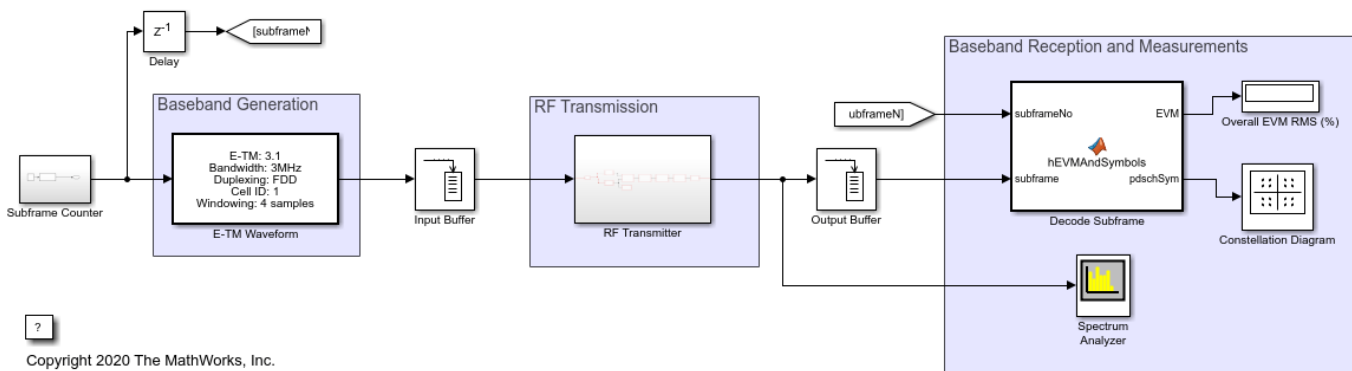 z-1
[subframeN
Delay
Baseband Generation
E-TM: 3.1
Bandwidth: 3MHz
Duplexing: FDD
Cell ID: 1
Windowing: 4 samples
E-TM Waveform
Subframe Counter
Input Buffer
RF Transmission
RF Transmitter
ubframeN]
Output Buffer
Baseband Reception and Measurements
subframeNo
EVM
hEVMAndSymbols
subframe
pdschSym
Decode Subframe
Overall EVM RMS (%)
Constellation Diagram
Spectrum
Analyzer
?
Copyright 2020 The MathWorks, Inc.